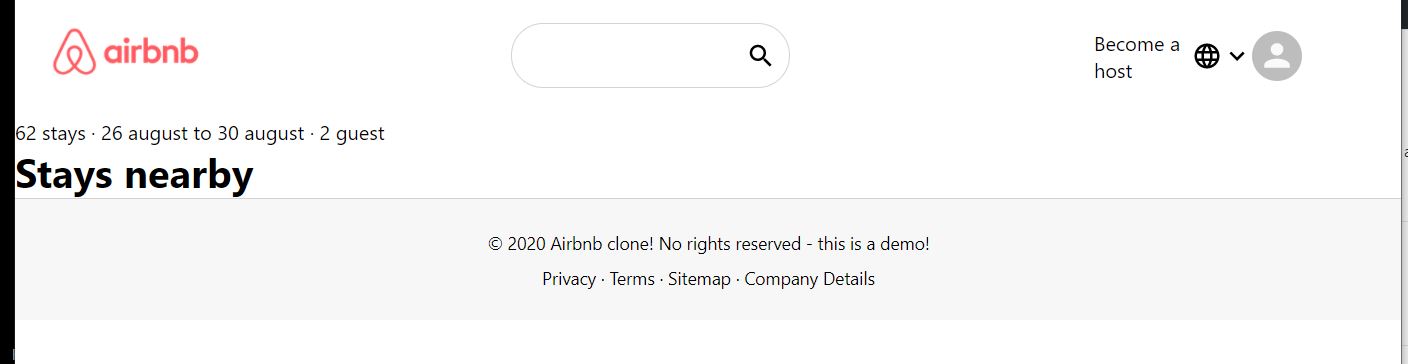 airbnb
Become a
host
62 stays · 26 august to 30 august · 2 guest
Stays nearby
© 2020 Airbnb clone! No rights reserved - this is a demo!
Privacy · Terms · Sitemap · Company Details